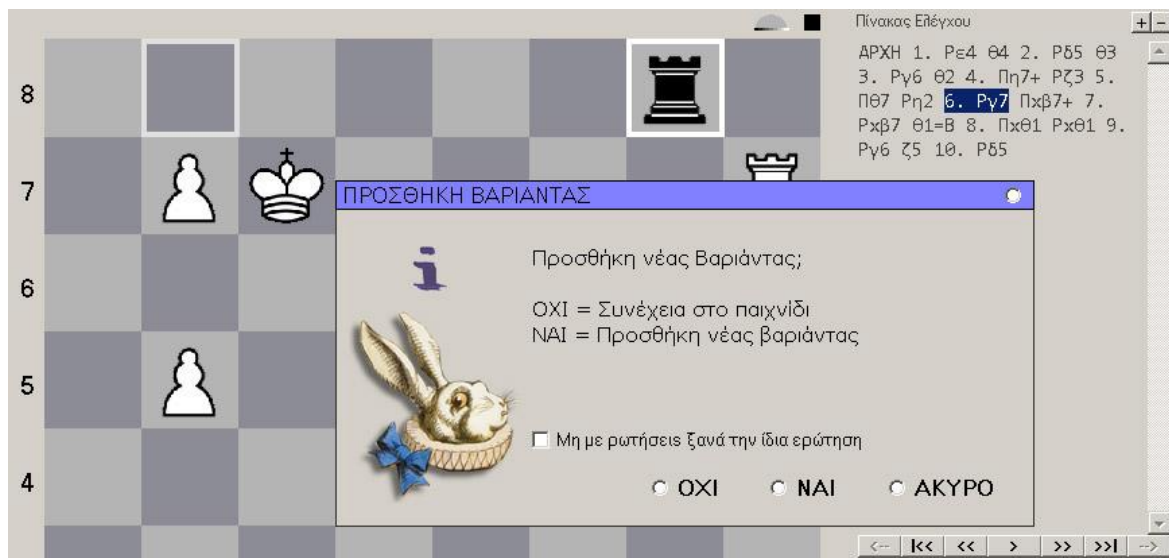 Πίνακας Ελέγχου
+ -
ΑΡΧΗ 1. Ρε4 θ4 2. Ρδ5 θ3
3. Ργ6 θ2 4. Πη7+ Ρζ3 5.
Πθ7 Ρη2 6. Ργ7 Πxβ7+ 7.
Ρxβ7 θ1=Β 8. Πxθ1 Ρxθ1 9.
Ργ6 ζ5 10. Ρδ5
8
7
6
5
4
ΠΡΟΣΘΗΚΗ ΒΑΡΙΑΝΤΑΣ
i
Προσθήκη νέας Βαριάντας;
ΟΧΙ = Συνέχεια στο παιχνίδι
ΝΑΙ = Προσθήκη νέας βαριάντας
Μη με ρωτήσεις ξανά την ίδια ερώτηση
ΟΧΙ ΝΑΙ ΑΚΥΡΟ
<-- |<< << > >> >>| -->